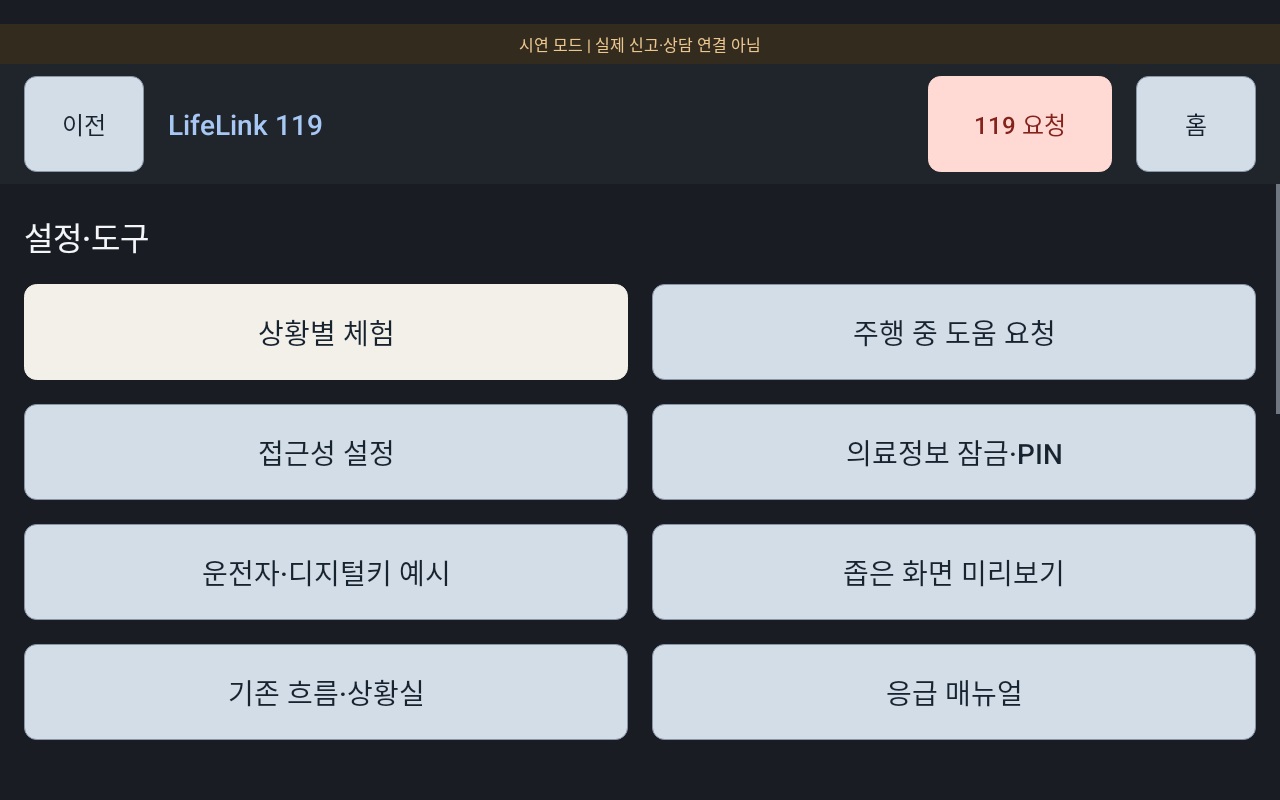 시연 모드 | 실제 신고·상담 연결 아님
이전
LifeLink 119
119 요청
홈
설정·도구
상황별 체험
주행 중 도움 요청
접근성 설정
의료정보 잠금·PIN
운전자·디지털키 예시
좁은 화면 미리보기
기존 흐름·상황실
응급 매뉴얼